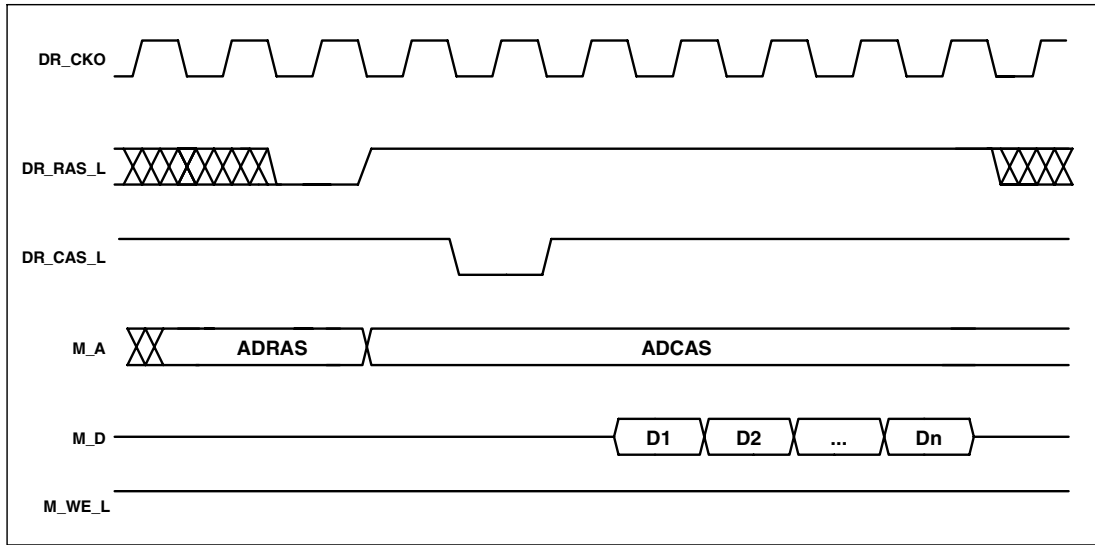 DR_CKO
DR_RAS_L
DR_CAS_L
M_A ADRAS ADCAS
M_D D1 D2 ... Dn
M_WE_L